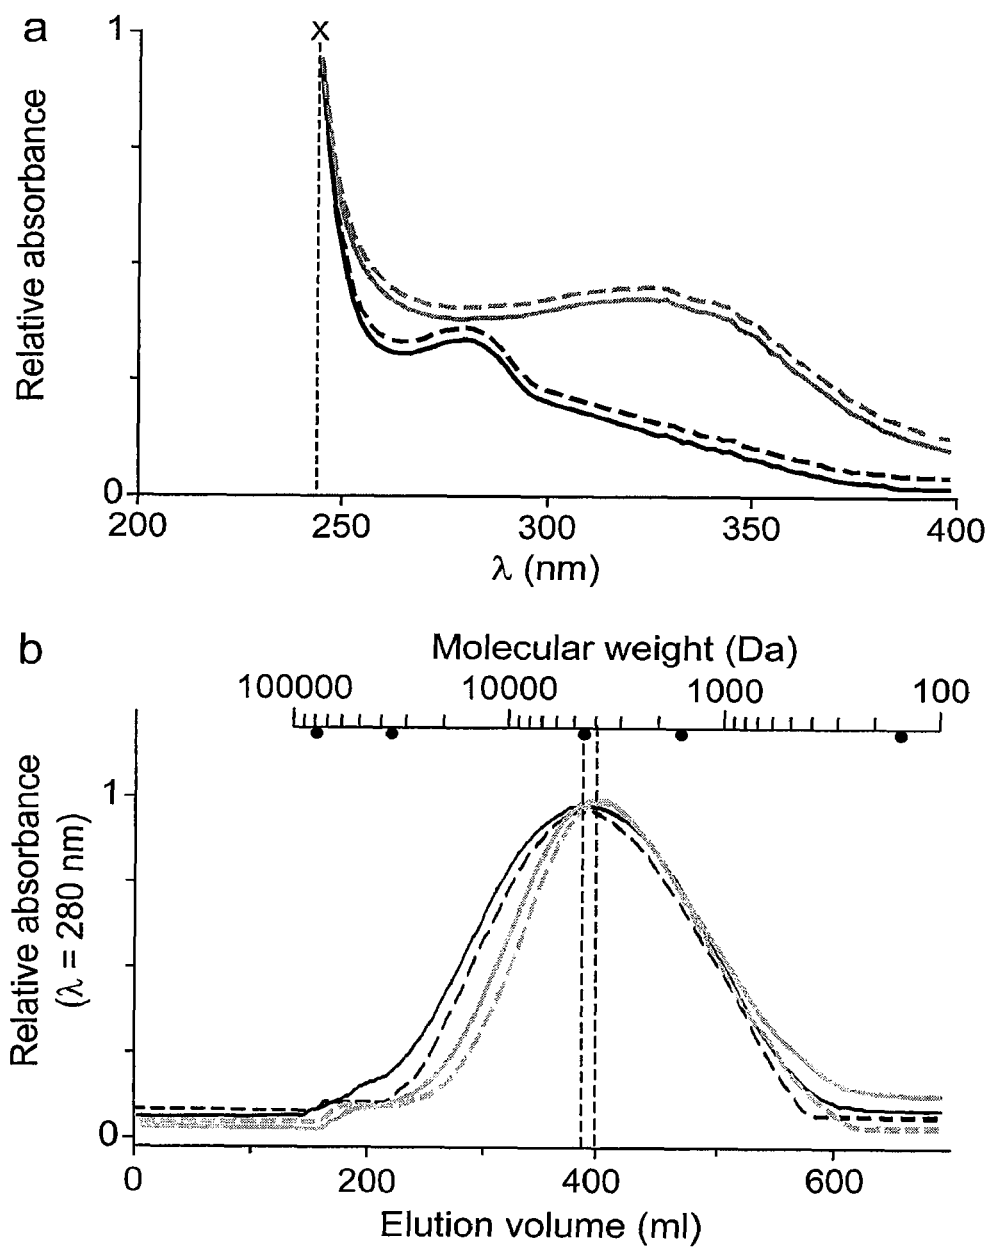 a
X
1
Relative absorbance
0
200 250 300 350 400
λ (nm)
b
Molecular weight (Da)
100000 10000 1000 100
1
Relative absorbance
(λ = 280 nm)
0
0 200 400 600
Elution volume (ml)